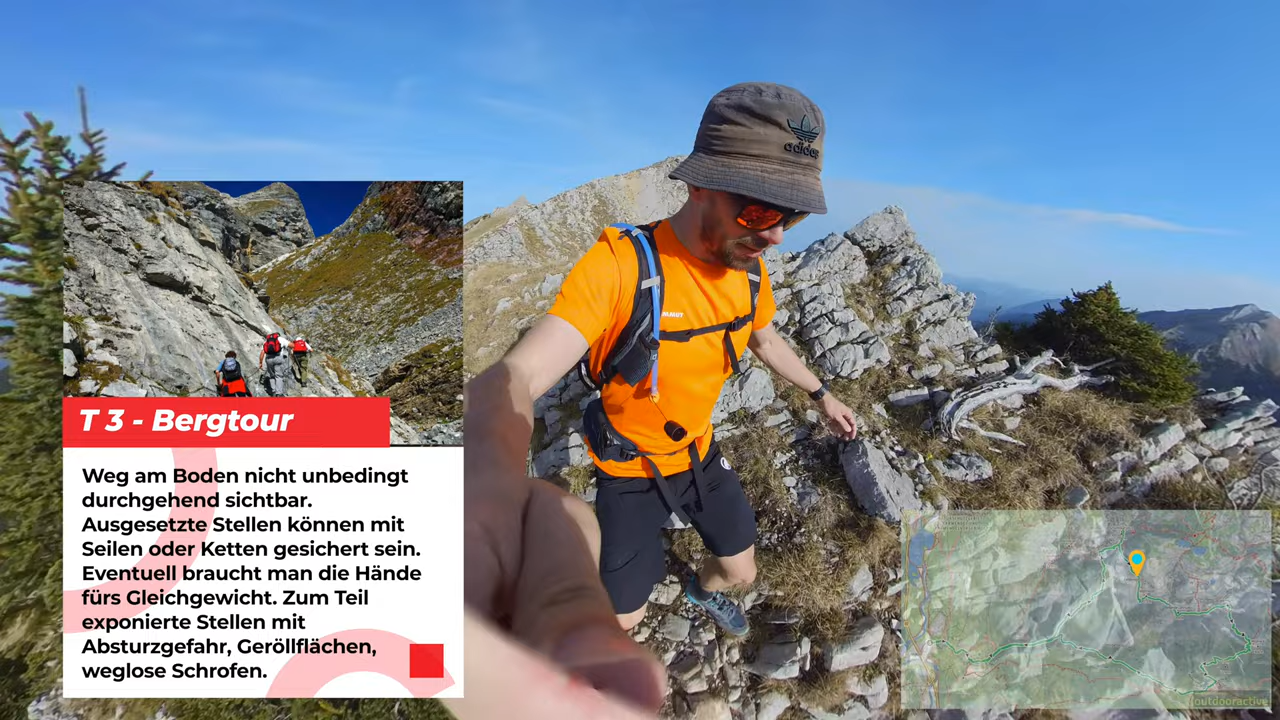 adidas
T 3 - Bergtour
Weg am Boden nicht unbedingt
durchgehend sichtbar.
Ausgesetzte Stellen können mit
Seilen oder Ketten gesichert sein.
Eventuell braucht man die Hände
fürs Gleichgewicht. Zum Teil
exponierte Stellen mit
Absturzgefahr, Geröllflächen,
weglose Schrofen.
outdooractive